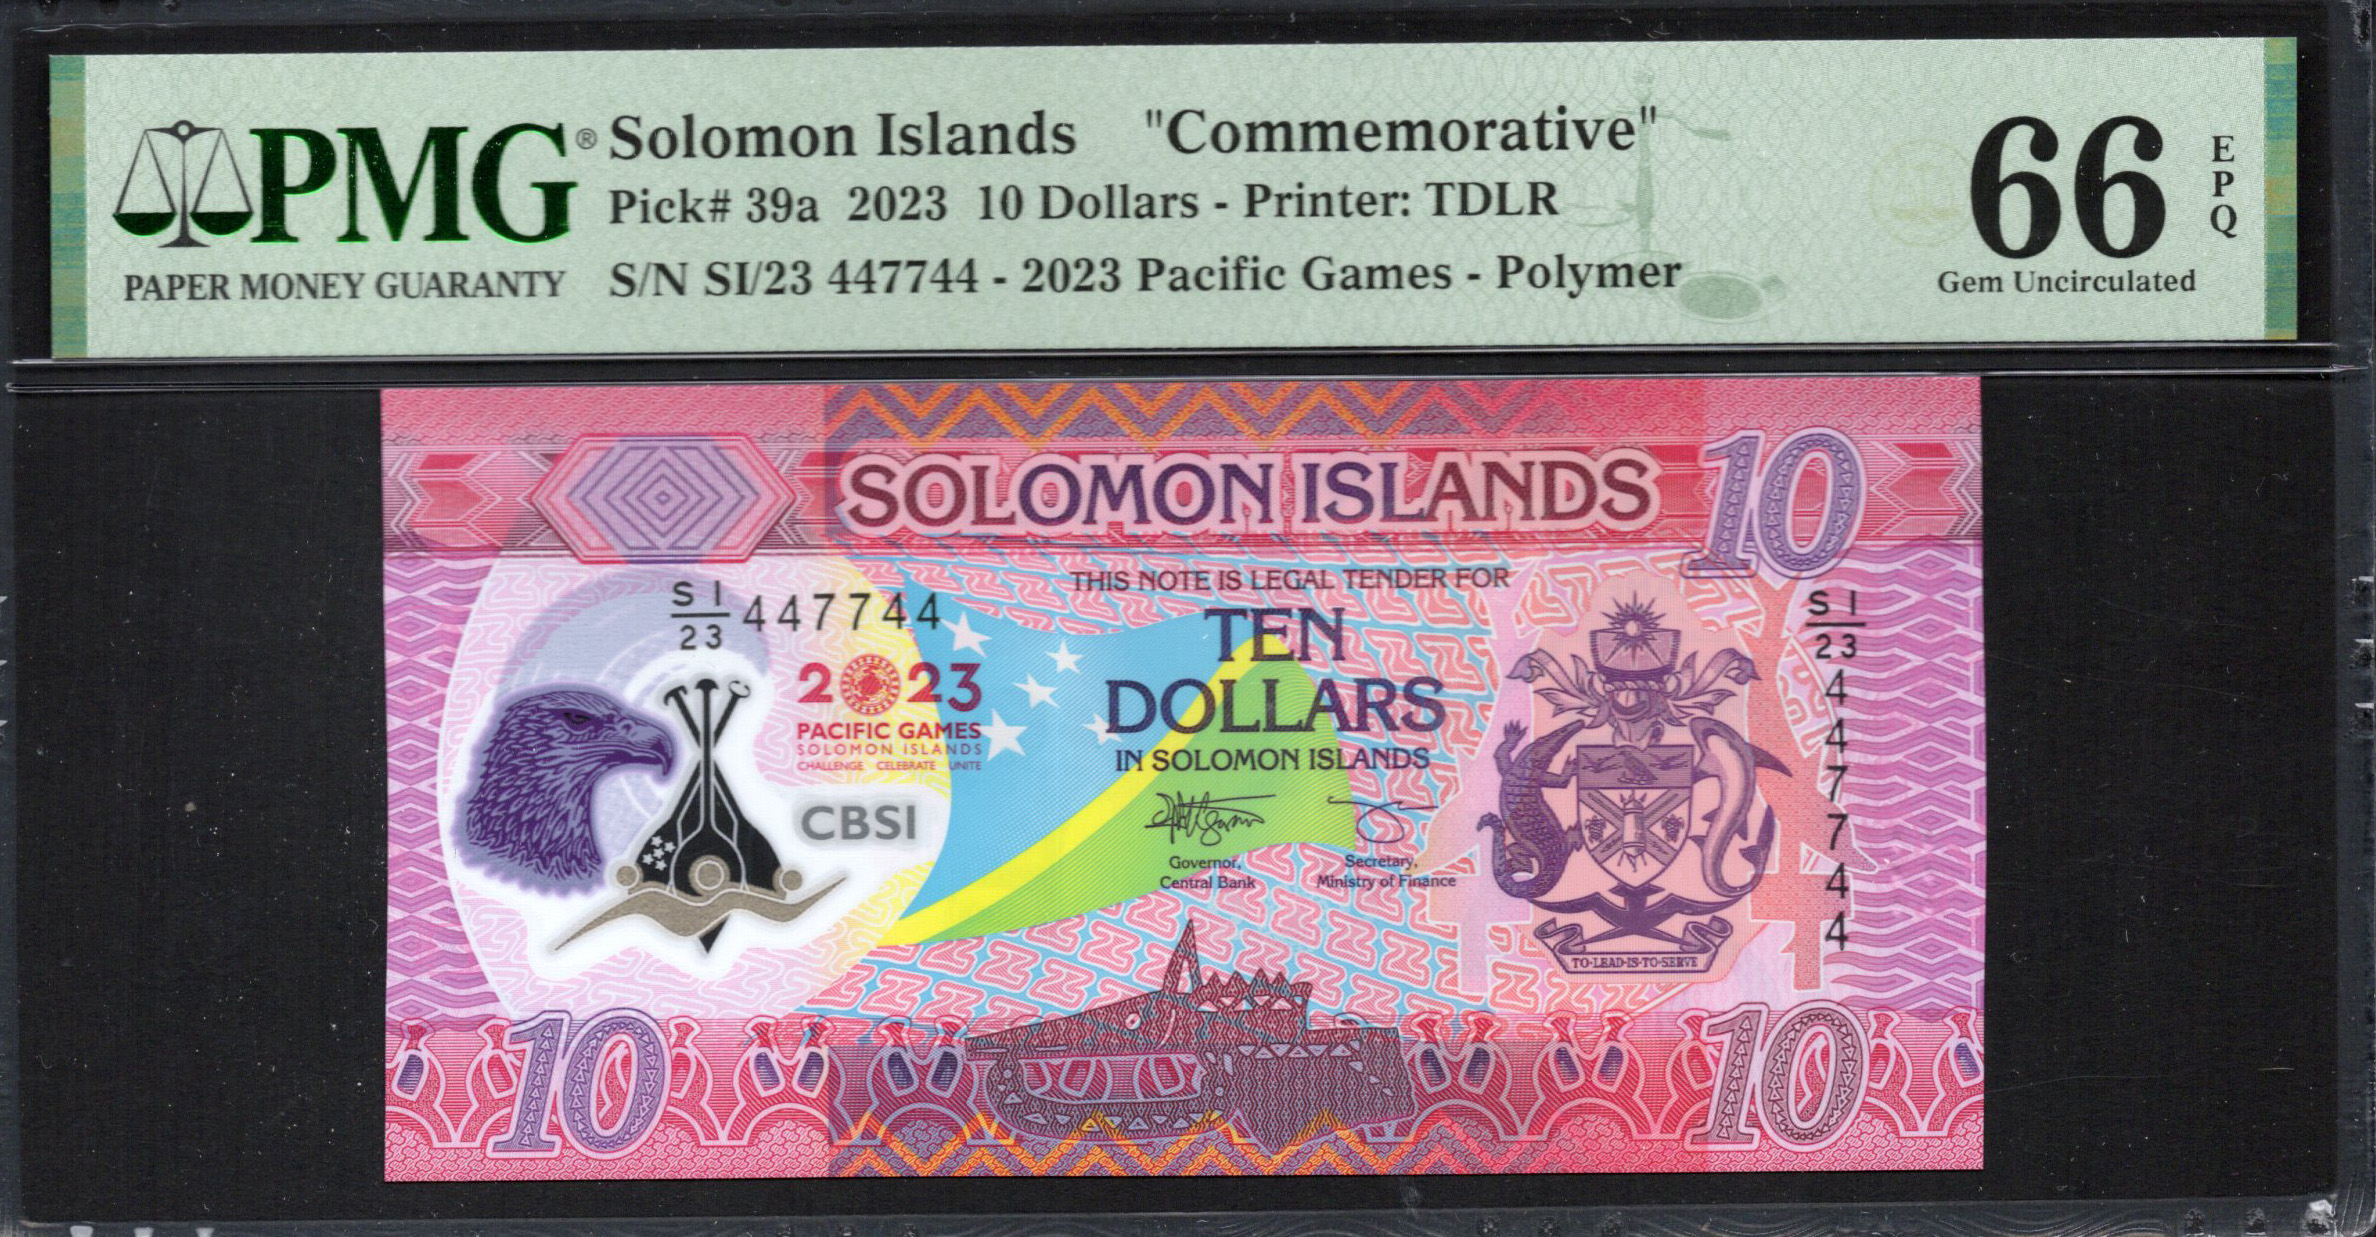 PMG®
PAPER MONEY GUARANTY
Solomon Islands "Commemorative"
Pick# 39a 2023 10 Dollars - Printer: TDLR
S/N SI/23 447744 - 2023 Pacific Games - Polymer
66
EPQ
Gem Uncirculated
SOLOMON ISLANDS
10
THIS NOTE IS LEGAL TENDER FOR
TEN
DOLLARS
IN SOLOMON ISLANDS
SI/23 447744
2023
PACIFIC GAMES
SOLOMON ISLANDS
CHALLENGE CELEBRATE UNITE
CBSI
Governor,
Central Bank
Secretary,
Ministry of Finance
SI/23 447744
TO-LEAD-IS-TO-SERVE
10
10